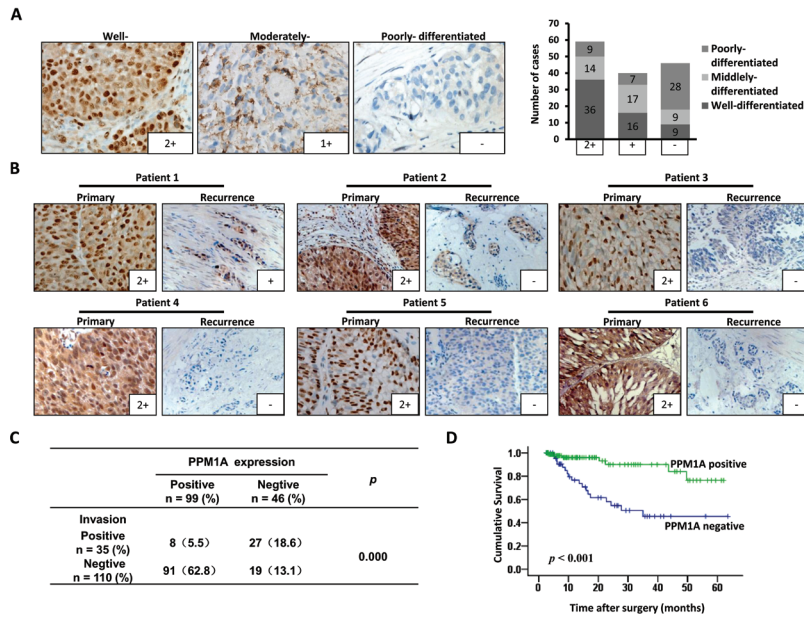 A
Well-
Moderately-
Poorly- differentiated
2+
1+
-
Number of cases
70
60
50
40
30
20
10
0
9
14
36
7
17
16
28
9
9
2+
+
-
Poorly-
differentiated
Middlely-
differentiated
Well-differentiated
B
Patient 1
Patient 2
Patient 3
Primary
Recurrence
Primary
Recurrence
Primary
Recurrence
2+
+
2+
-
2+
-
Patient 4
Patient 5
Patient 6
Primary
Recurrence
Primary
Recurrence
Primary
Recurrence
2+
-
2+
-
2+
-
C
PPM1A expression
p
Positive
n = 99 (%)
Negtive
n = 46 (%)
Invasion
Positive
n = 35 (%)
8（5.5）
27（18.6）
0.000
Negtive
n = 110 (%)
91（62.8）
19（13.1）
D
Cumulative Survival
1.0
0.8
0.6
0.4
0.2
0.0
PPM1A positive
PPM1A negative
p < 0.001
0
10
20
30
40
50
60
Time after surgery (months)